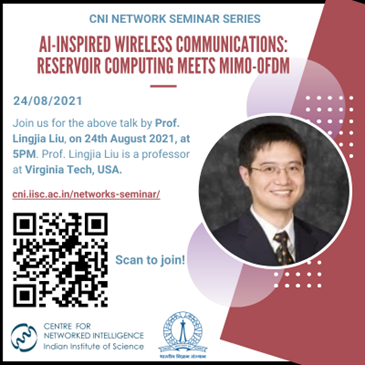 CNI NETWORK SEMINAR SERIES
AI-INSPIRED WIRELESS COMMUNICATIONS:
RESERVOIR COMPUTING MEETS MIMO-OFDM
24/08/2021
Join us for the above talk by Prof.
Lingjia Liu, on 24th August 2021, at
5PM. Prof. Lingjia Liu is a professor
at Virginia Tech, USA.
cni.iisc.ac.in/networks-seminar/
Scan to join!
CENTRE FOR
NETWORKED INTELLIGENCE
Indian Institute of Science
भारतीय विज्ञान संस्थान